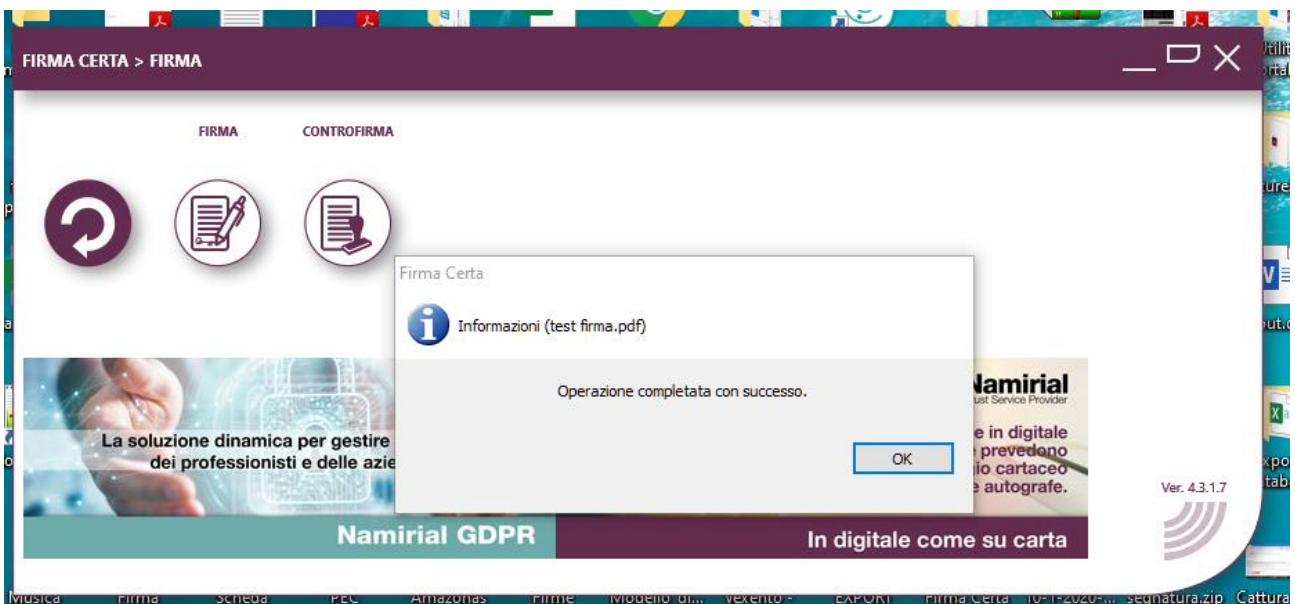 FIRMA CERTA > FIRMA
FIRMA CONTROFIRMA
Firma Certa
Informazioni (test firma.pdf)
Operazione completata con successo.
OK
La soluzione dinamica per gestire
dei professionisti e delle azie
Namirial
ust Service Provider
e in digitale
prevedono
io cartaceo
e autografe.
Ver. 4.3.1.7
Namirial GDPR
In digitale come su carta
Musica Firma Scheda PEC Amazonas Firme Modello di... Vexento - EXPORT Firma Certa 10-1-2020-... segnatura.zip Cattura